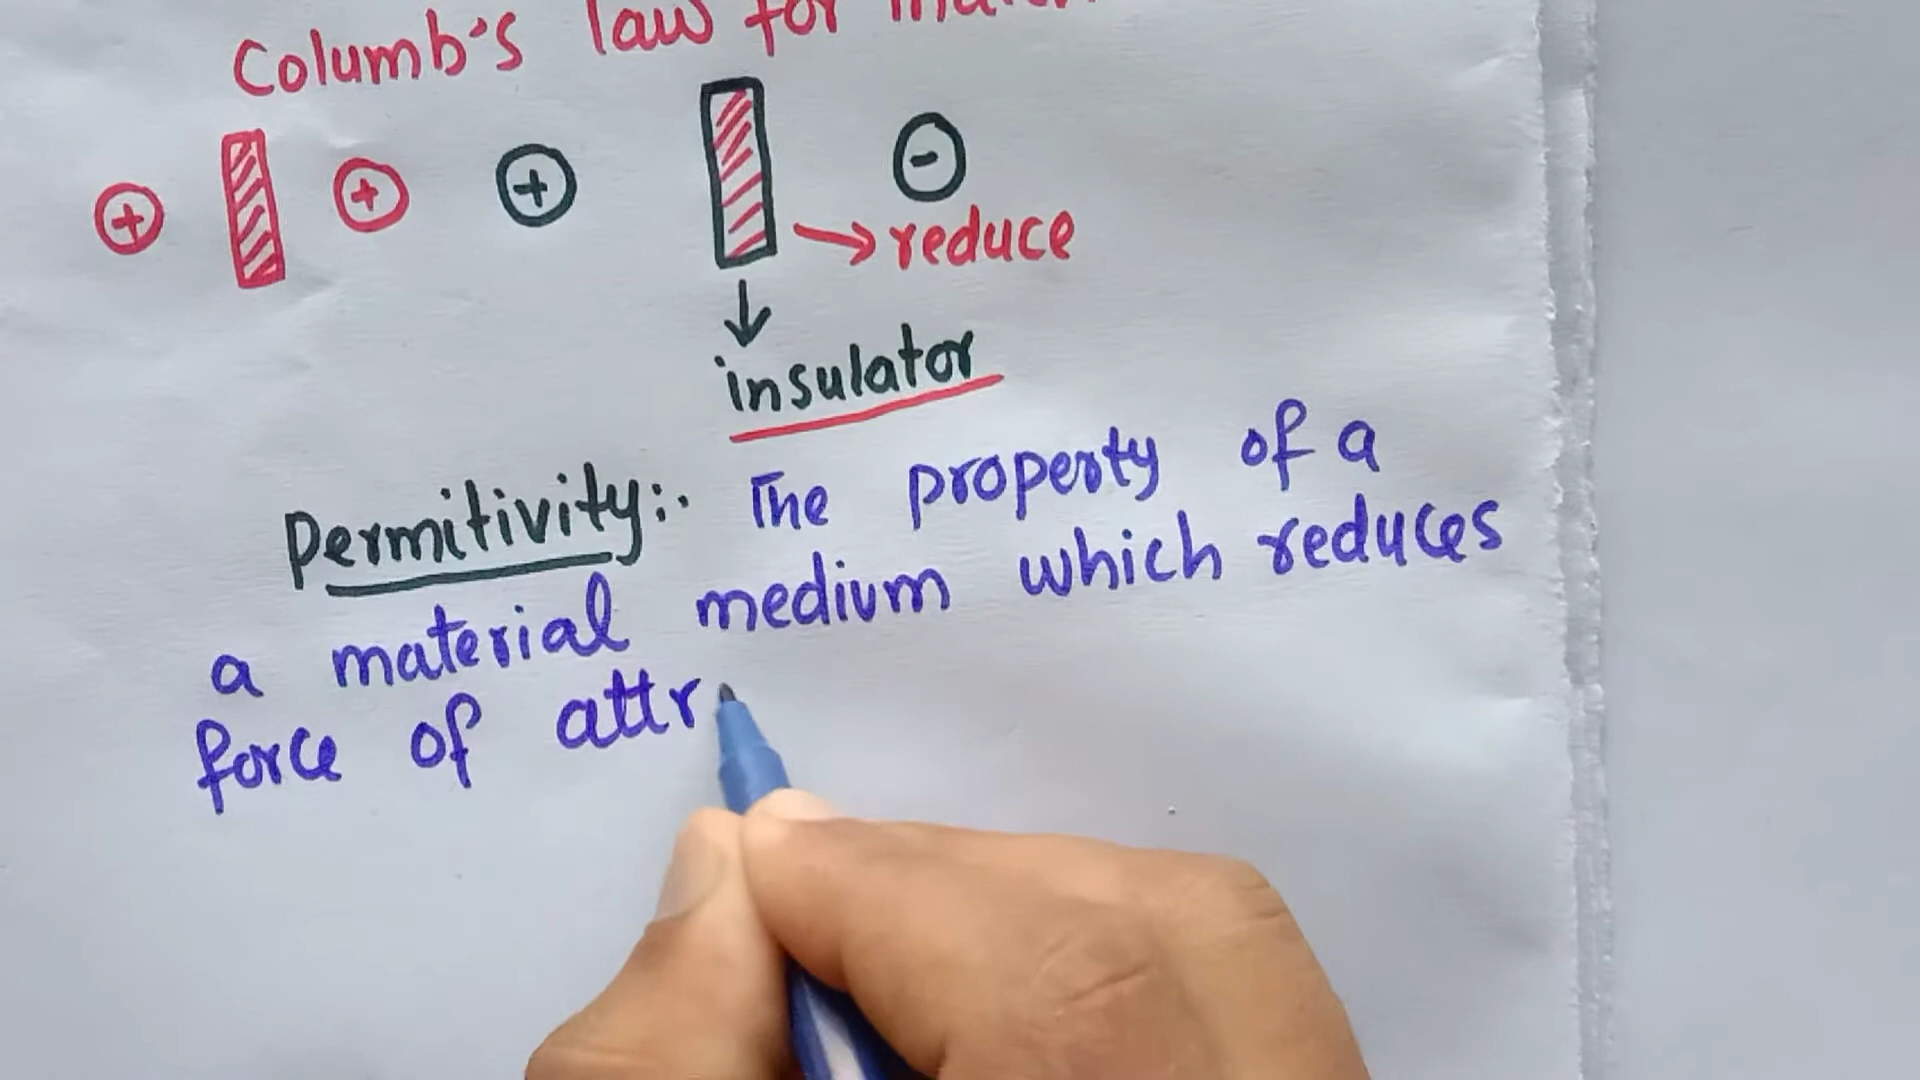 Columb's law for
+ + + -
reduce
insulator
Permitivity:. The property of a
a material medium which reduces
force of attr